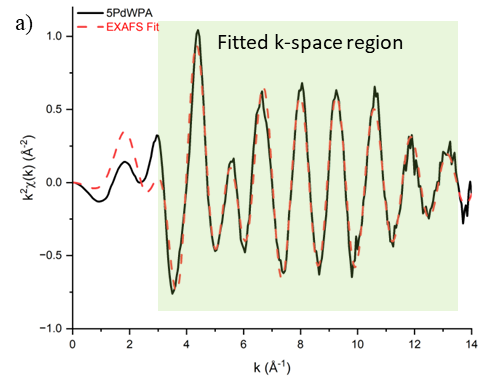 a)
5PdWPA
EXAFS Fit
Fitted k-space region
k²χ(k) (Å⁻²)
1.0
0.5
0.0
−0.5
−1.0
0 2 4 6 8 10 12 14
k (Å⁻¹)